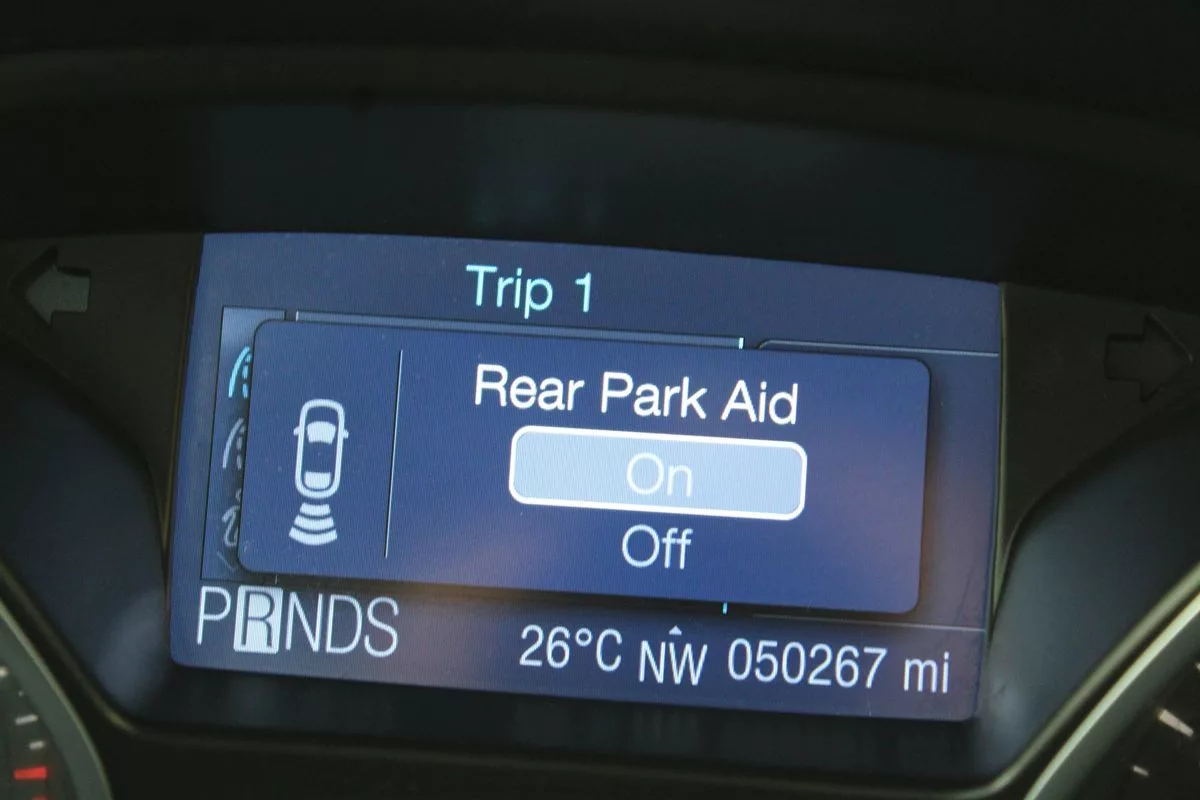 Trip 1
Rear Park Aid
On
Off
PRNDS
26°C NW 050267 mi